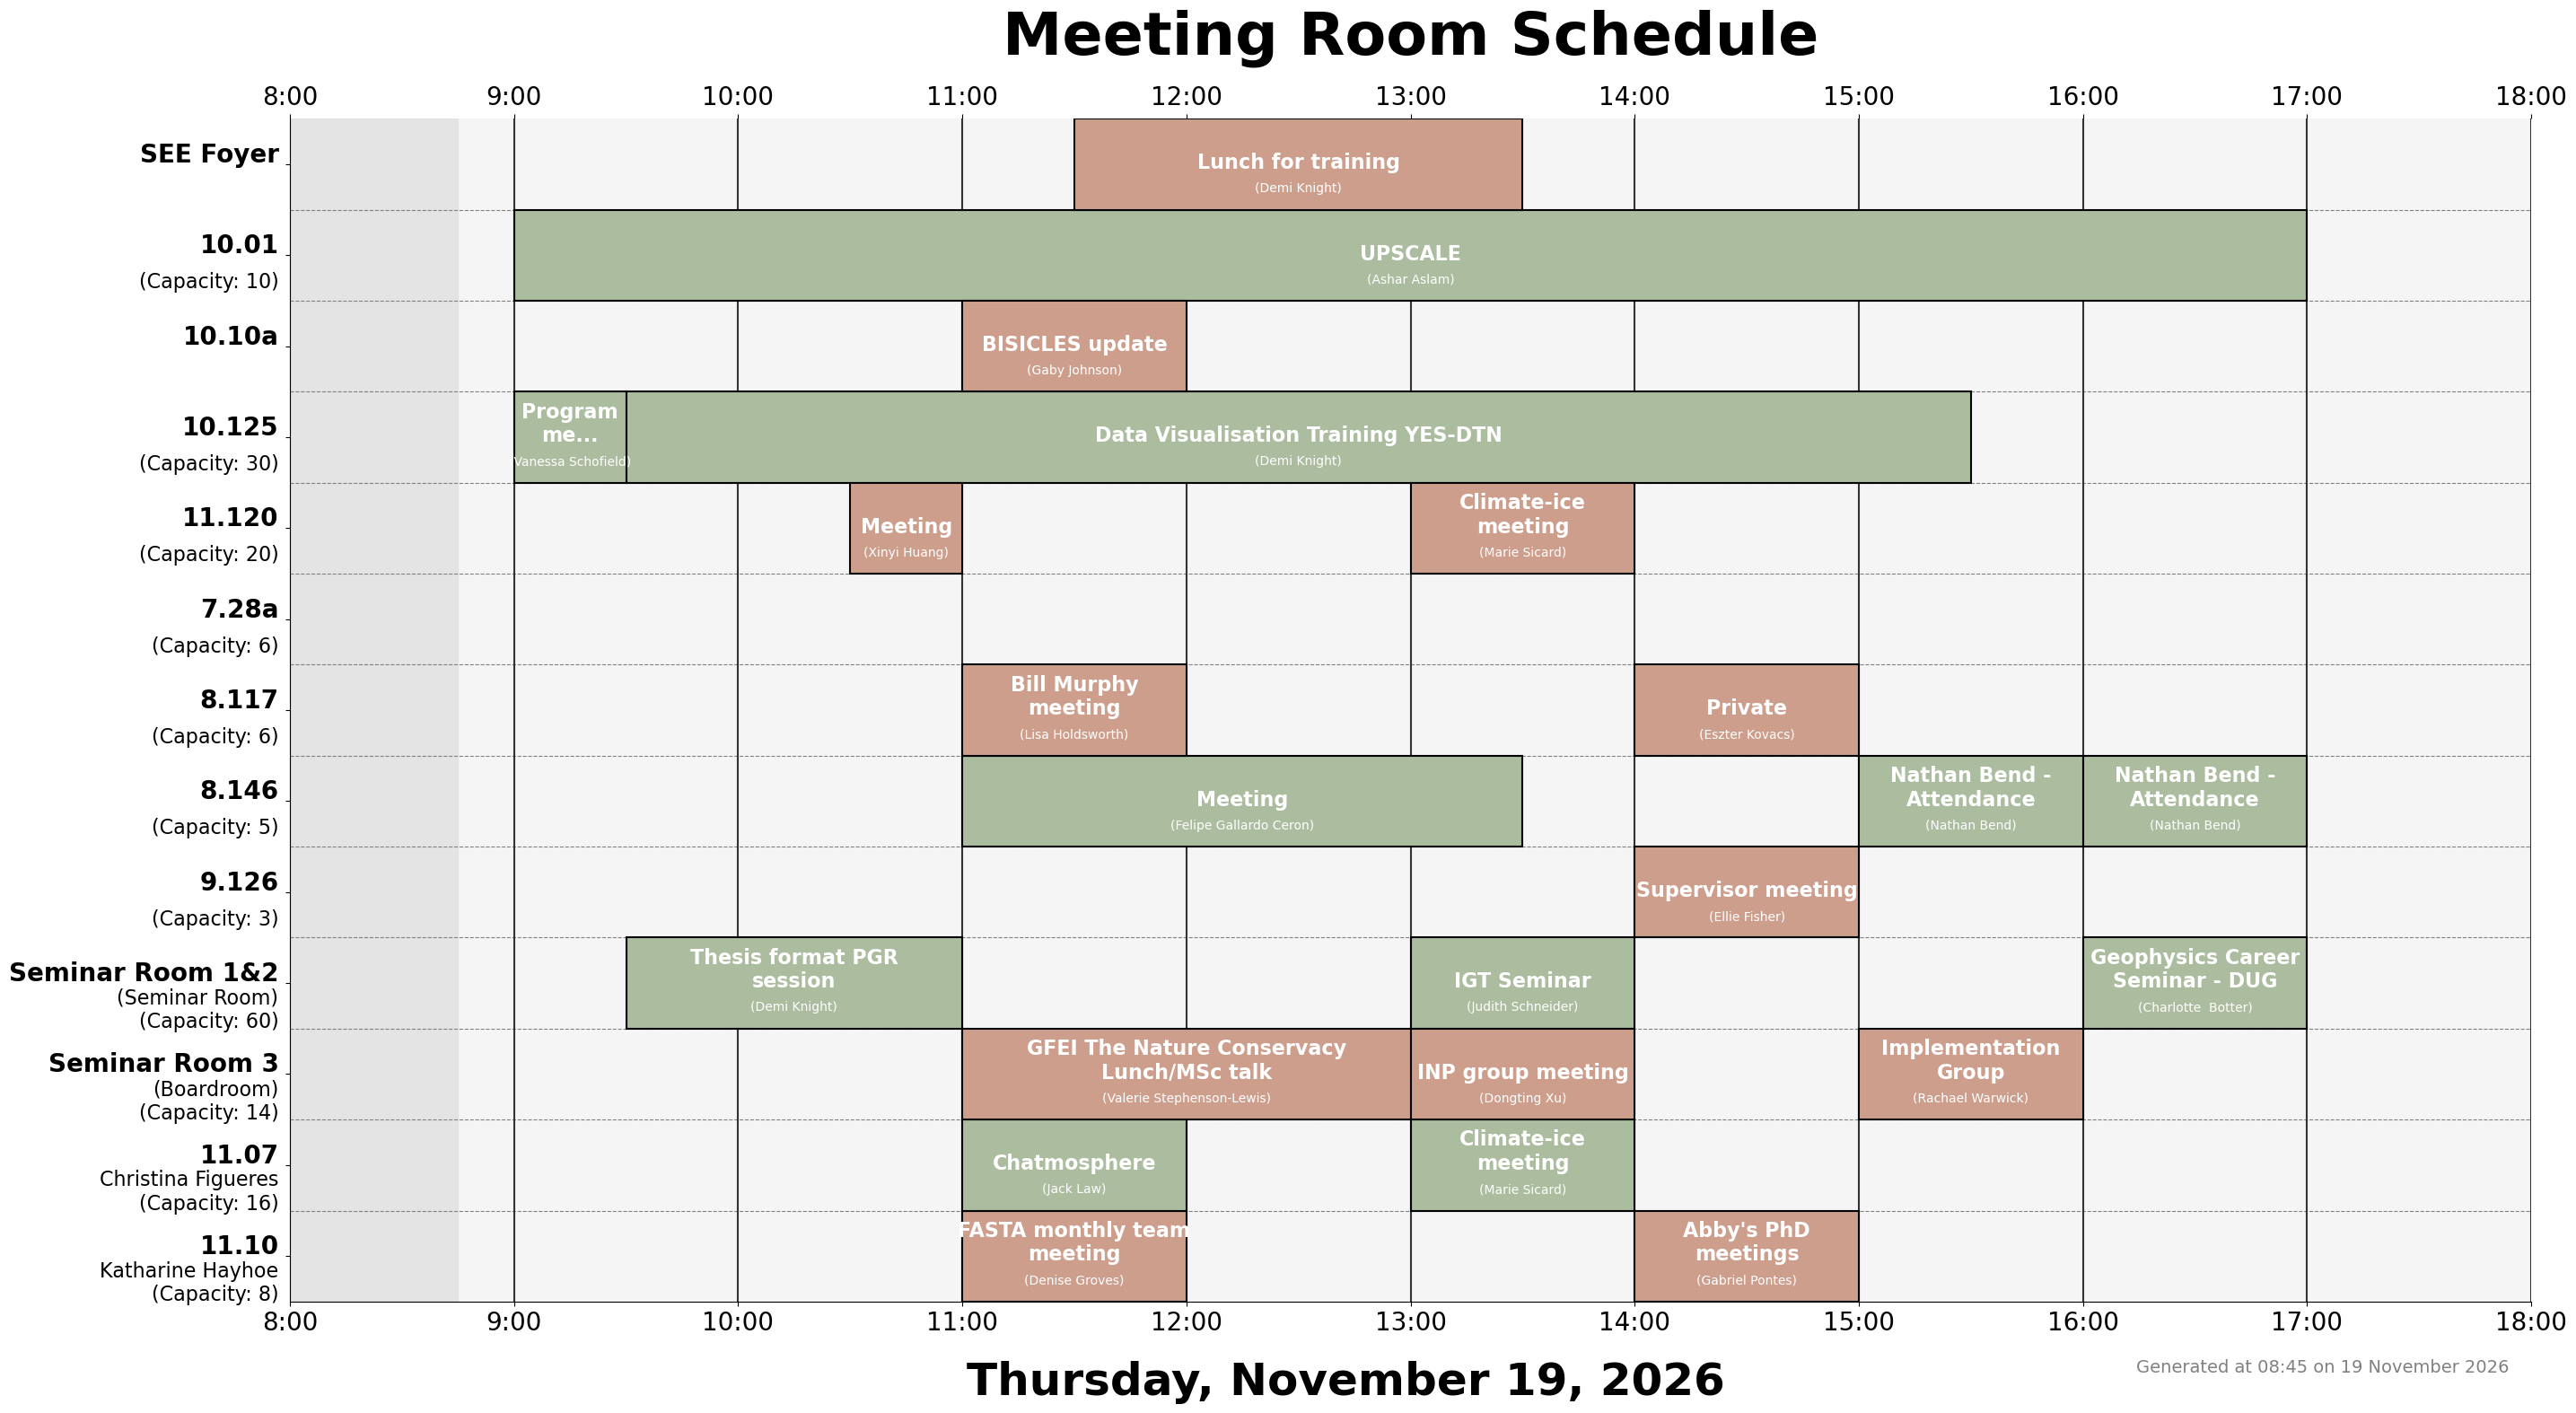 Meeting Room Schedule
8:00 9:00 10:00 11:00 12:00 13:00 14:00 15:00 16:00 17:00 18:00
SEE Foyer
Lunch for training
(Demi Knight)
10.01
(Capacity: 10)
UPSCALE
(Ashar Aslam)
10.10a
BISICLES update
(Gaby Johnson)
10.125
(Capacity: 30)
Program
me...
Vanessa Schofield)
Data Visualisation Training YES-DTN
(Demi Knight)
11.120
(Capacity: 20)
Meeting
(Xinyi Huang)
Climate-ice
meeting
(Marie Sicard)
7.28a
(Capacity: 6)
8.117
(Capacity: 6)
Bill Murphy
meeting
(Lisa Holdsworth)
Private
(Eszter Kovacs)
8.146
(Capacity: 5)
Meeting
(Felipe Gallardo Ceron)
Nathan Bend -
Attendance
(Nathan Bend)
Nathan Bend -
Attendance
(Nathan Bend)
9.126
(Capacity: 3)
Supervisor meeting
(Ellie Fisher)
Seminar Room 1&2
(Seminar Room)
(Capacity: 60)
Thesis format PGR
session
(Demi Knight)
IGT Seminar
(Judith Schneider)
Geophysics Career
Seminar - DUG
(Charlotte  Botter)
Seminar Room 3
(Boardroom)
(Capacity: 14)
GFEI The Nature Conservacy
Lunch/MSc talk
(Valerie Stephenson-Lewis)
INP group meeting
(Dongting Xu)
Implementation
Group
(Rachael Warwick)
11.07
Christina Figueres
(Capacity: 16)
Chatmosphere
(Jack Law)
Climate-ice
meeting
(Marie Sicard)
11.10
Katharine Hayhoe
(Capacity: 8)
FASTA monthly team
meeting
(Denise Groves)
Abby's PhD
meetings
(Gabriel Pontes)
8:00 9:00 10:00 11:00 12:00 13:00 14:00 15:00 16:00 17:00 18:00
Thursday, November 19, 2026
Generated at 08:45 on 19 November 2026